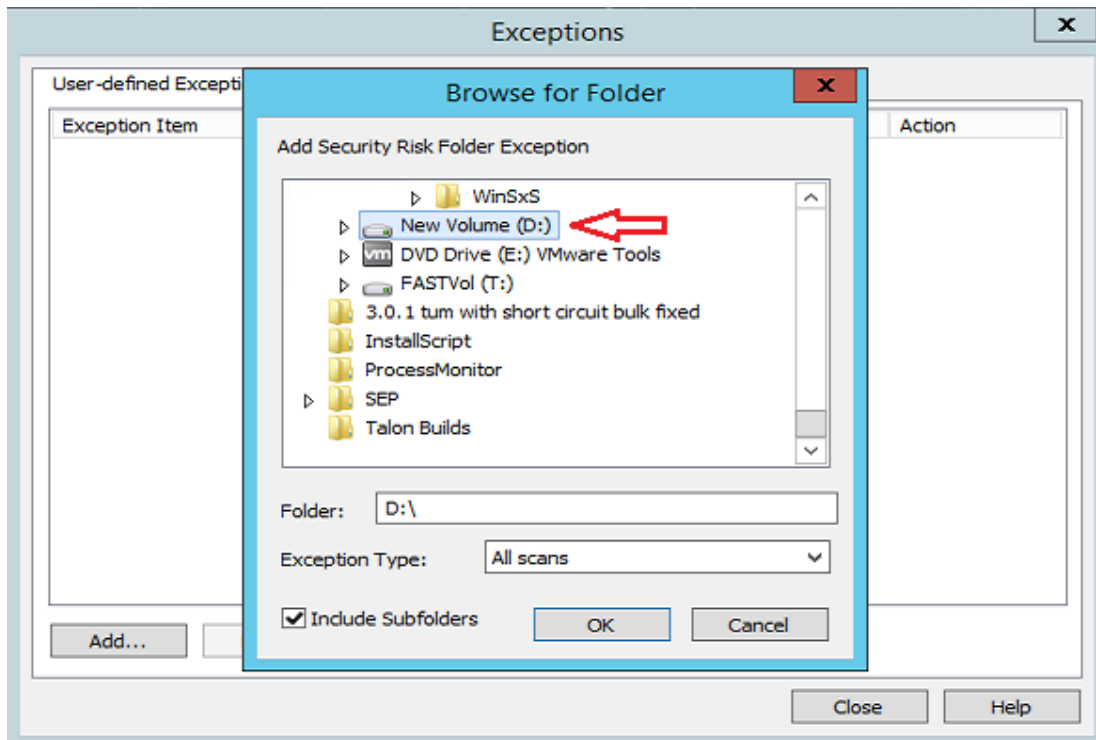 Exceptions
x
User-defined Excepti
Browse for Folder
x
Exception Item
Action
Add Security Risk Folder Exception
WinSxS
New Volume (D:)
vm DVD Drive (E:) VMware Tools
FASTVol (T:)
3.0.1 tum with short circuit bulk fixed
InstallScript
ProcessMonitor
SEP
Talon Builds
Folder: D:\
Exception Type: All scans
Include Subfolders OK Cancel
Add...
Close Help